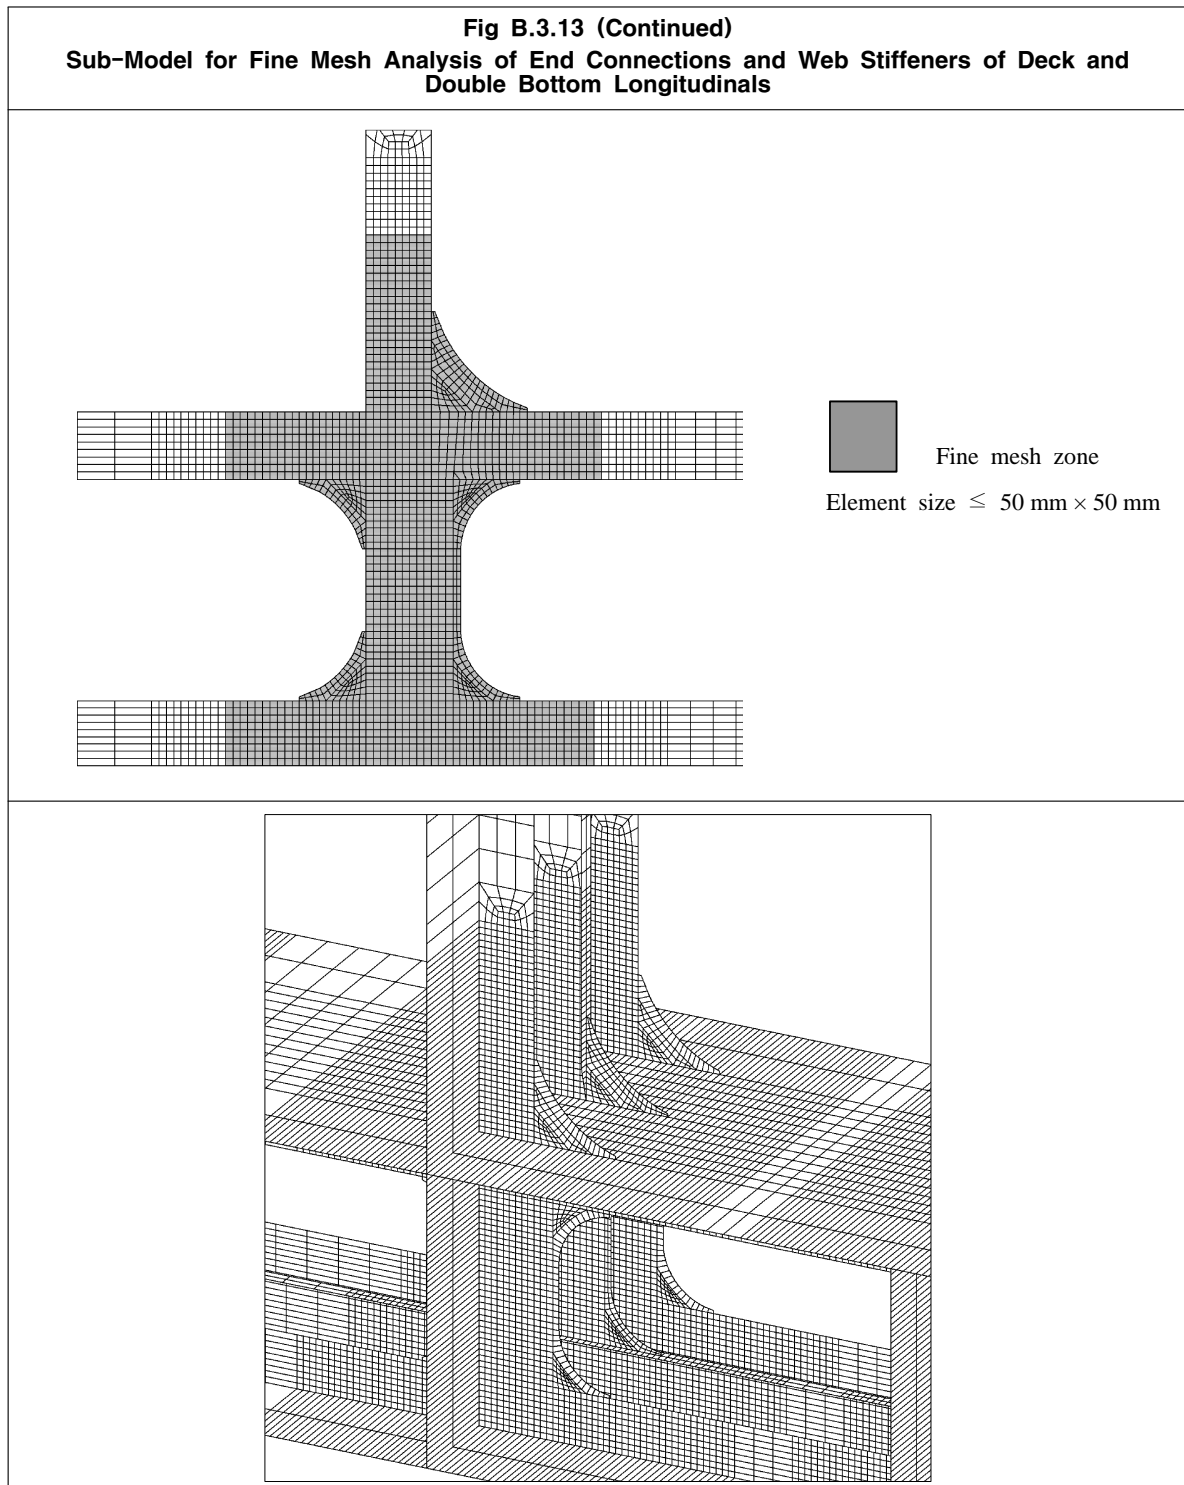 Fig B.3.13 (Continued)
Sub-Model for Fine Mesh Analysis of End Connections and Web Stiffeners of Deck and
Double Bottom Longitudinals
Fine mesh zone
Element size ≤ 50 mm × 50 mm